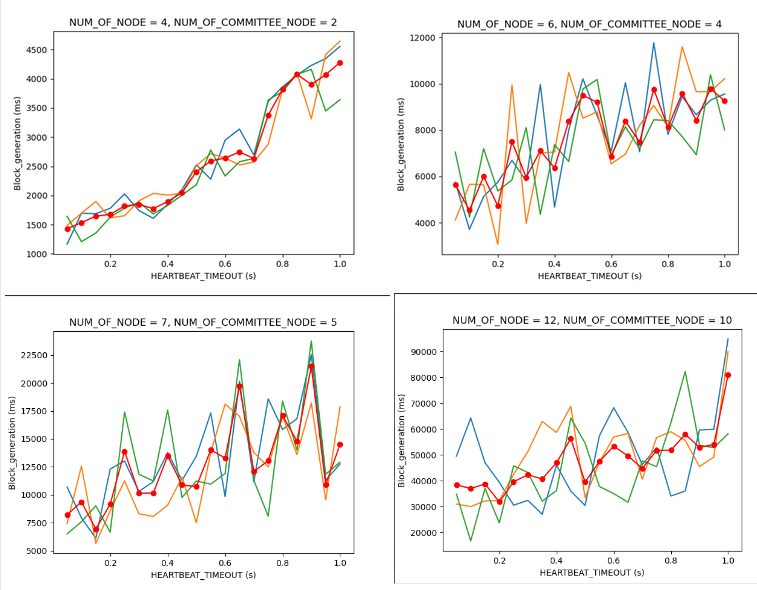 NUM_OF_NODE = 4, NUM_OF_COMMITTEE_NODE = 2
4500
4000
3500
3000
2500
2000
1500
1000
Block_generation (ms)
0.2 0.4 0.6 0.8 1.0
HEARTBEAT_TIMEOUT (s)
NUM_OF_NODE = 6, NUM_OF_COMMITTEE_NODE = 4
12000
10000
8000
6000
4000
Block_generation (ms)
0.2 0.4 0.6 0.8 1.0
HEARTBEAT_TIMEOUT (s)
NUM_OF_NODE = 7, NUM_OF_COMMITTEE_NODE = 5
22500
20000
17500
15000
12500
10000
7500
5000
Block_generation (ms)
0.2 0.4 0.6 0.8 1.0
HEARTBEAT_TIMEOUT (s)
NUM_OF_NODE = 12, NUM_OF_COMMITTEE_NODE = 10
90000
80000
70000
60000
50000
40000
30000
20000
Block_generation (ms)
0.2 0.4 0.6 0.8 1.0
HEARTBEAT_TIMEOUT (s)